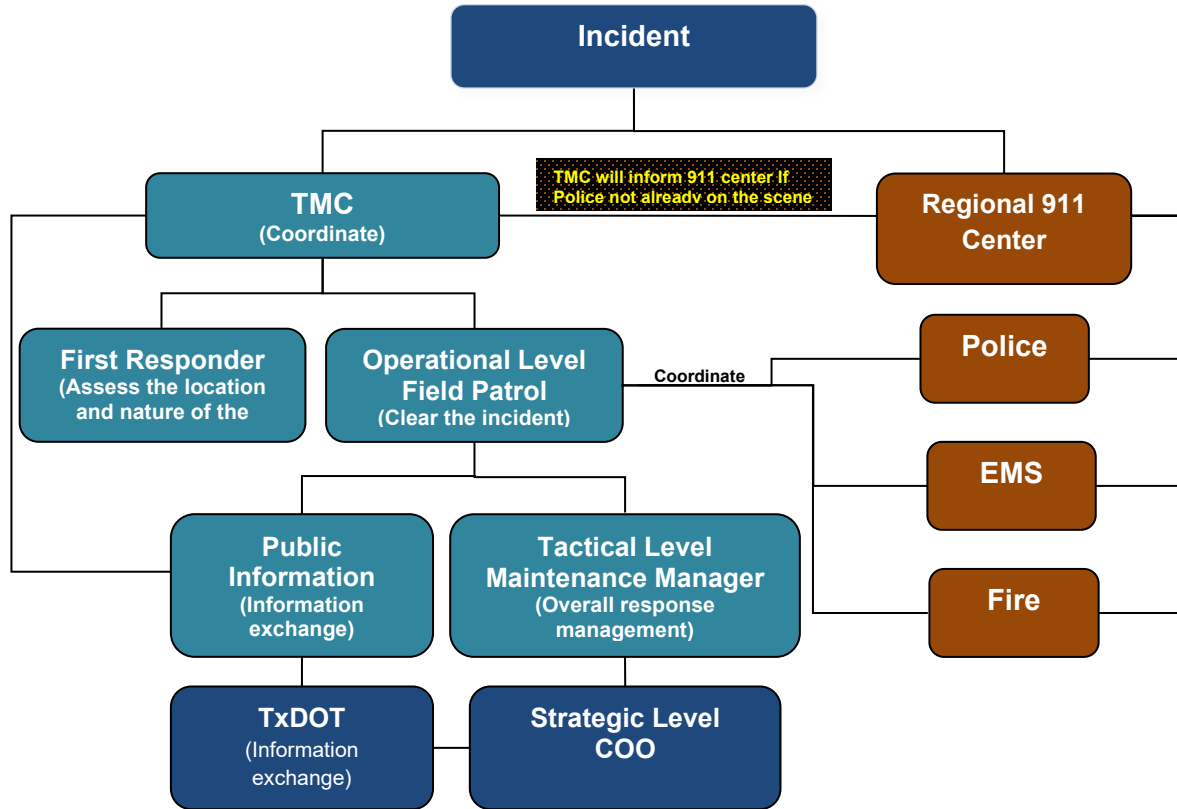 Incident
TMC will inform 911 center If
Police not already on the scene
TMC
(Coordinate)
Regional 911
Center
First Responder
(Assess the location
and nature of the
Operational Level
Field Patrol
(Clear the incident)
Coordinate
Police
EMS
Public
Information
(Information
exchange)
Tactical Level
Maintenance Manager
(Overall response
management)
Fire
TxDOT
(Information
exchange)
Strategic Level
COO